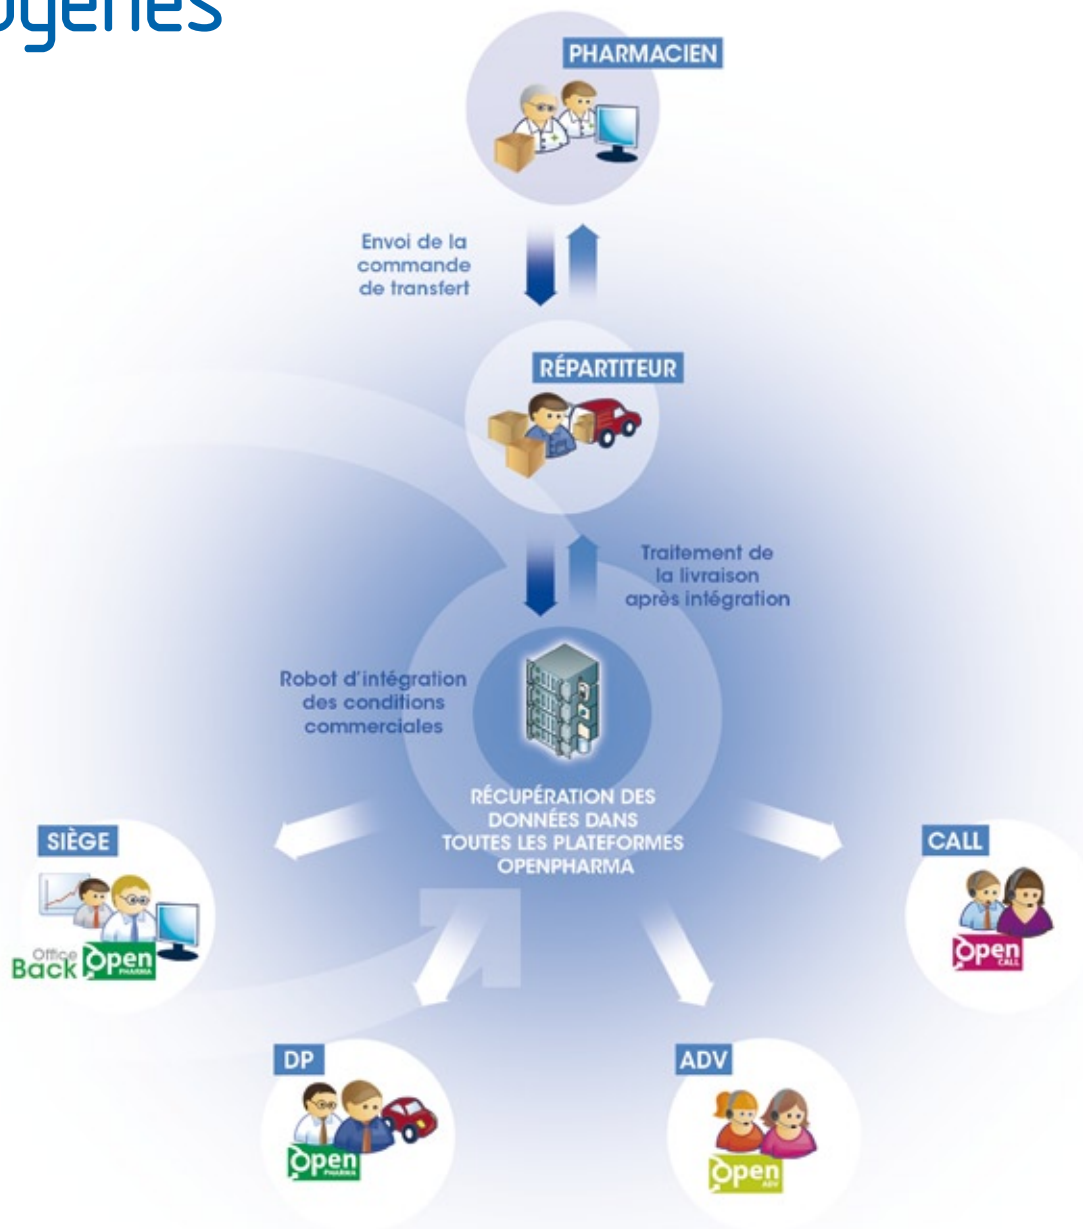 PHARMACIEN
Envoi de la
commande
de transfert
RÉPARTITEUR
Traitement de
la livraison
après intégration
Robot d'intégration
des conditions
commerciales
RÉCUPÉRATION DES
DONNÉES DANS
TOUTES LES PLATEFORMES
OPENPHARMA
SIÈGE
Office
Back
Open
PHARMA
CALL
Open
CALL
DP
Open
PHARMA
ADV
Open
ADV